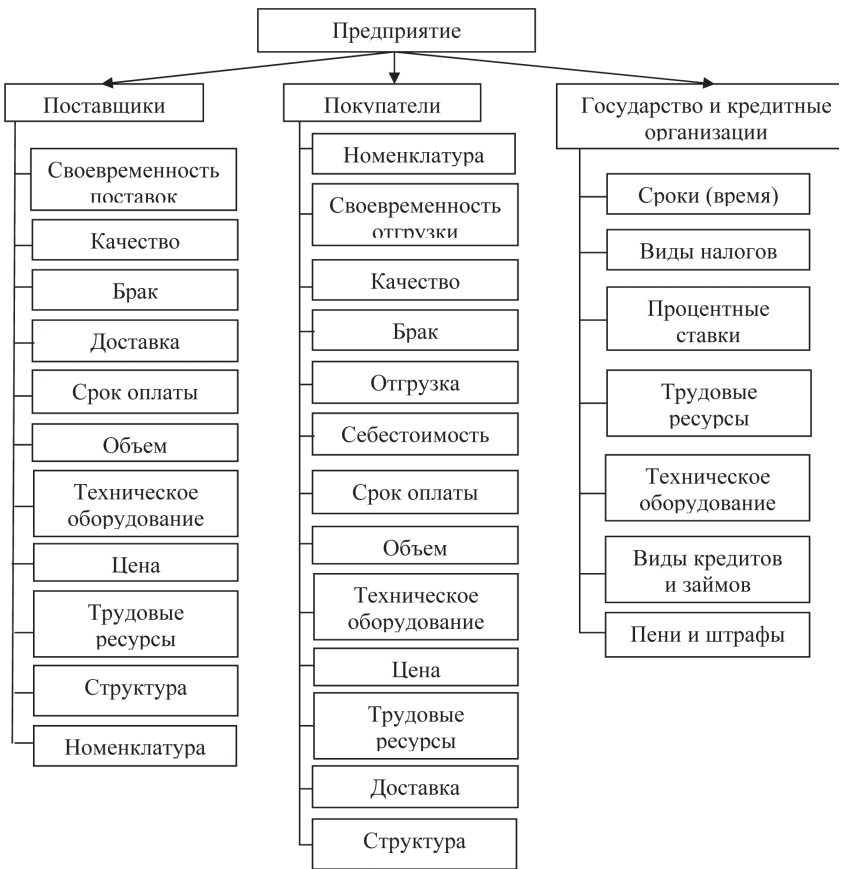 Предприятие
Поставщики
Своевременность
поставок
Качество
Брак
Доставка
Срок оплаты
Объем
Техническое
оборудование
Цена
Трудовые
ресурсы
Структура
Номенклатура
Покупатели
Номенклатура
Своевременность
отгрузки
Качество
Брак
Отгрузка
Себестоимость
Срок оплаты
Объем
Техническое
оборудование
Цена
Трудовые
ресурсы
Доставка
Структура
Государство и кредитные
организации
Сроки (время)
Виды налогов
Процентные
ставки
Трудовые
ресурсы
Техническое
оборудование
Виды кредитов
и займов
Пени и штрафы